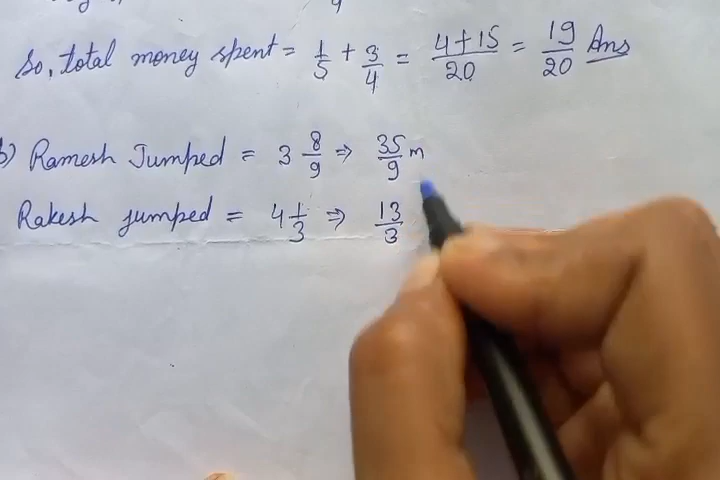 So, total money spent = 1/5 + 3/4 = 4+15/20 = 19/20 Ans
b) Ramesh Jumped = 3 8/9 ⇒ 35/9 m
Rakesh jumped = 4 1/3 ⇒ 13/3